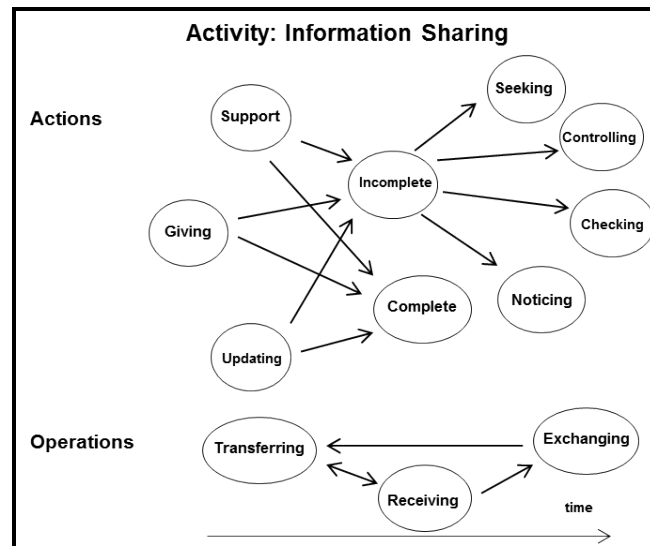 Activity: Information Sharing
Seeking
Actions
Support
Controlling
Incomplete
Checking
Giving
Noticing
Complete
Updating
Operations
Transferring
Exchanging
Receiving
time